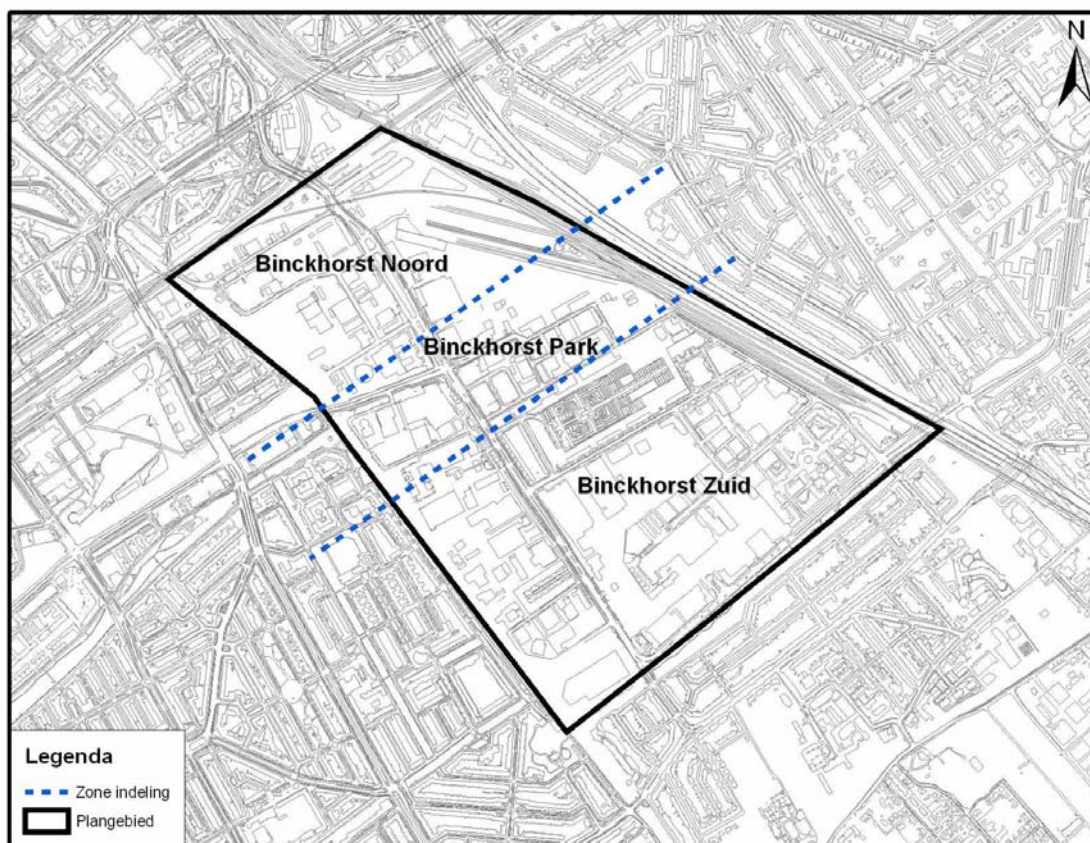 N
Binckhorst Noord
Binckhorst Park
Binckhorst Zuid
Legenda
Zone indeling
Plangebied